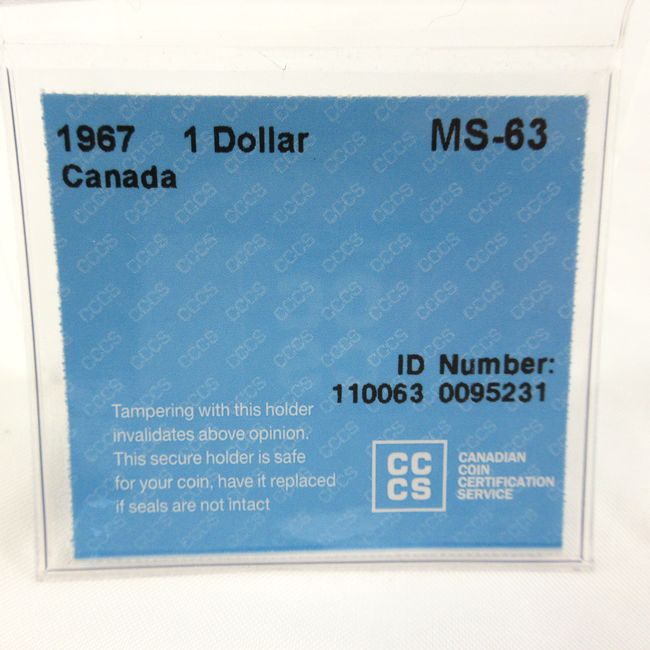 1967 1 Dollar MS-63
Canada
ID Number:
110063 0095231
Tampering with this holder
invalidates above opinion.
This secure holder is safe
for your coin, have it replaced
if seals are not intact
CC
CS
CANADIAN
COIN
CERTIFICATION
SERVICE